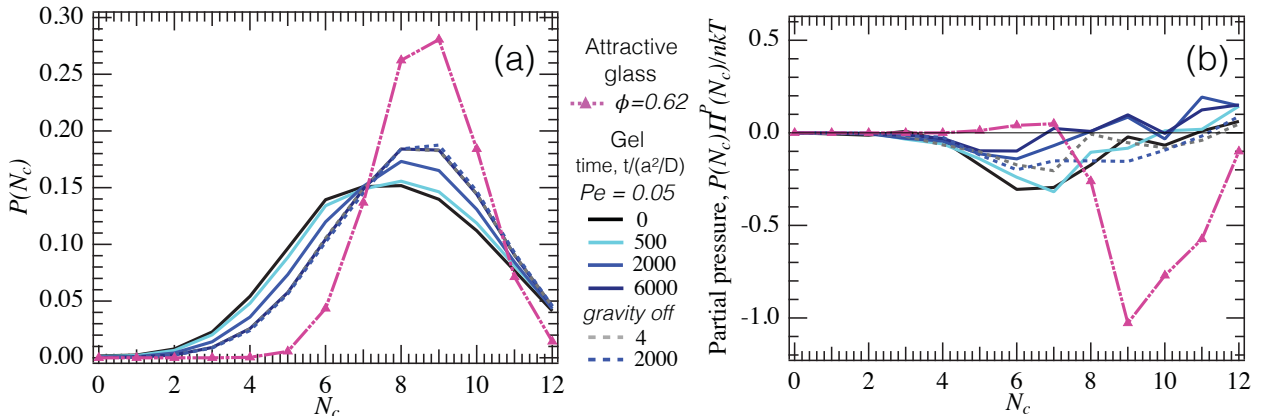 0.30
0.25
0.20
0.15
0.10
0.05
0.00
P(N_c)
(a)
0
2
4
6
8
10
12
N_c
Attractive
glass
ϕ=0.62
Gel
time, t/(a²/D)
Pe = 0.05
0
500
2000
6000
gravity off
4
2000
Partial pressure, P(N_c)Π^P(N_c)/nkT
0.5
0.0
-0.5
-1.0
(b)
0
2
4
6
8
10
12
N_c